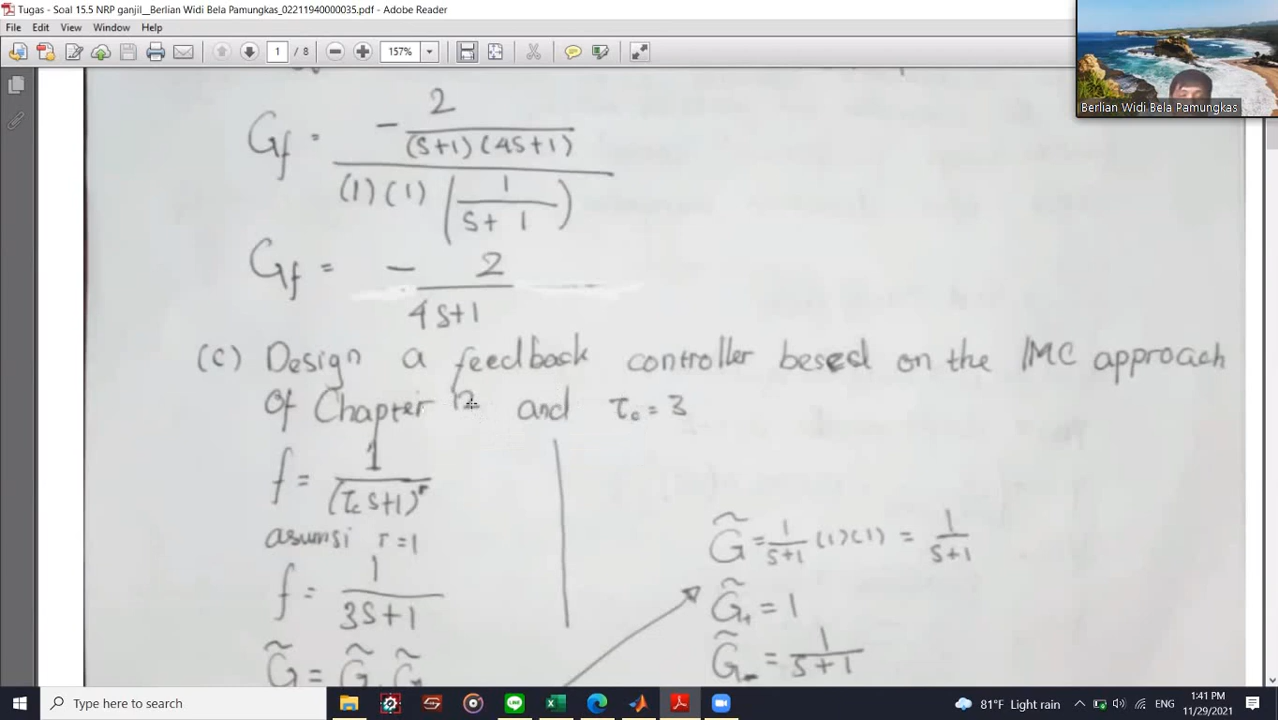 Tugas - Soal 15.5 NRP ganjil__Berlian Widi Bela Pamungkas_02211940000035.pdf - Adobe Reader
File Edit View Window Help
1 / 8 157%
Berlian Widi Bela Pamungkas
Gf = - 2 / (s+1)(4s+1)
(1)(1)(1 / s+1)
Gf = - 2 / 4s+1
(c) Design a feedback controller besed on the IMC approach
Of Chapter 12 and τc = 3
f = 1 / (τc s+1)^r
asumsi r = 1
f = 1 / 3s+1
G̃ = G̃+ G̃-
G̃ = 1 / s+1 (1)(1) = 1 / s+1
G̃+ = 1
G̃- = 1 / s+1
Type here to search
81°F Light rain
ENG
1:41 PM
11/29/2021